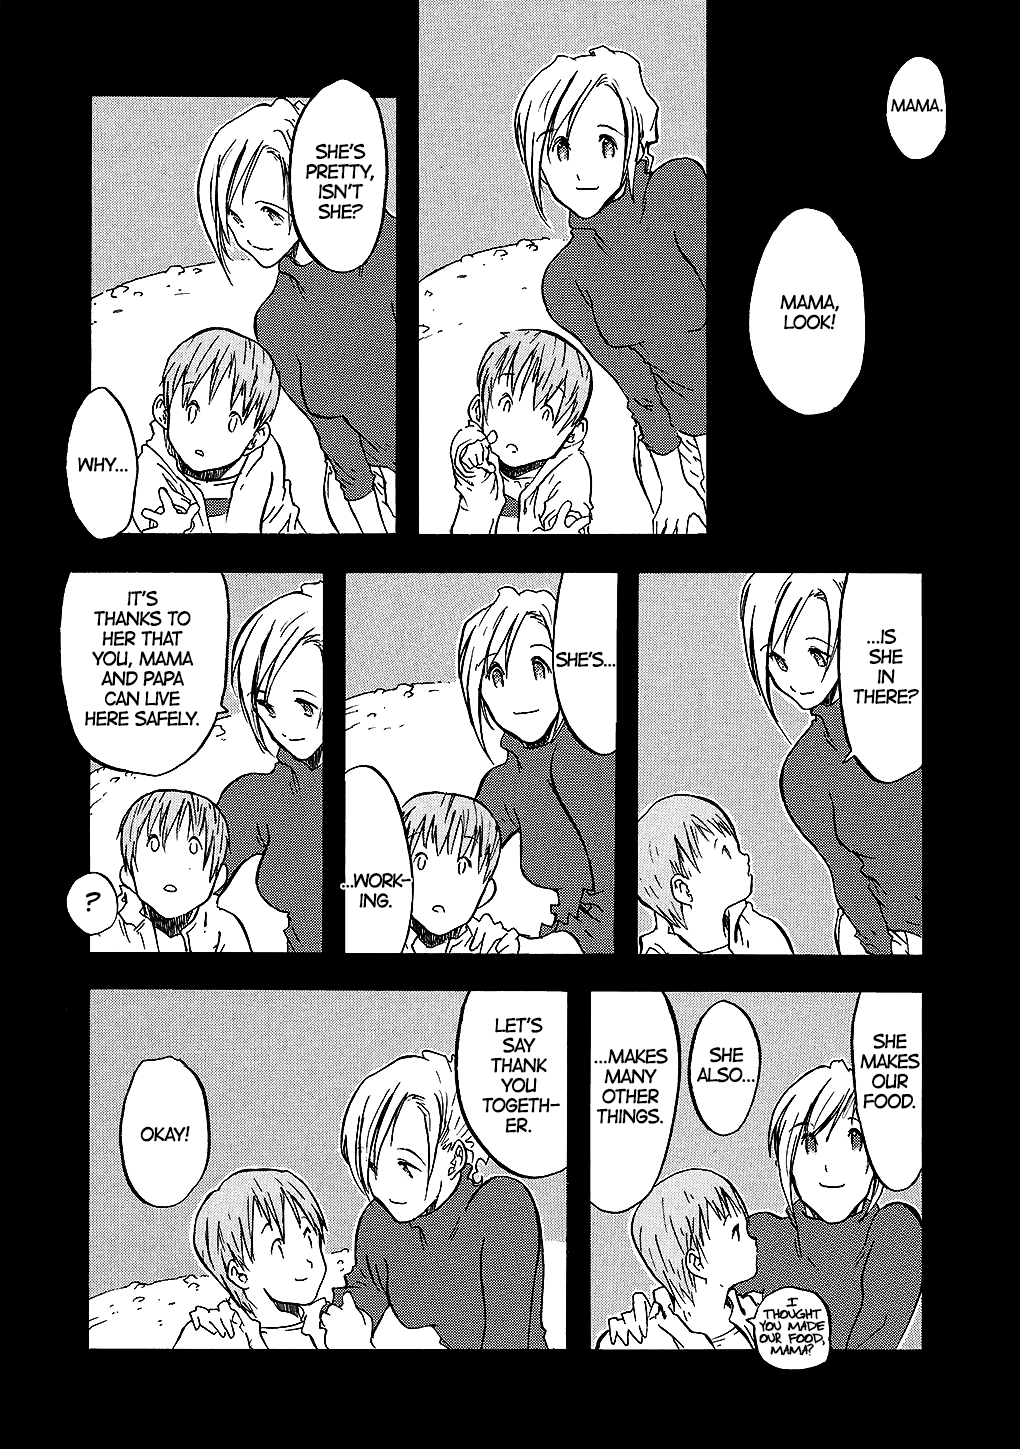 MAMA.
MAMA,
LOOK!
SHE'S
PRETTY,
ISN'T
SHE?
WHY...
...IS
SHE
IN
THERE?
SHE'S...
...WORK-
ING.
IT'S
THANKS TO
HER THAT
YOU, MAMA
AND PAPA
CAN LIVE
HERE SAFELY.
?
SHE
MAKES
OUR
FOOD.
I
THOUGHT
YOU MADE
OUR FOOD,
MAMA?
SHE
ALSO...
...MAKES
MANY
OTHER
THINGS.
LET'S
SAY
THANK
YOU
TOGETH-
ER.
OKAY!